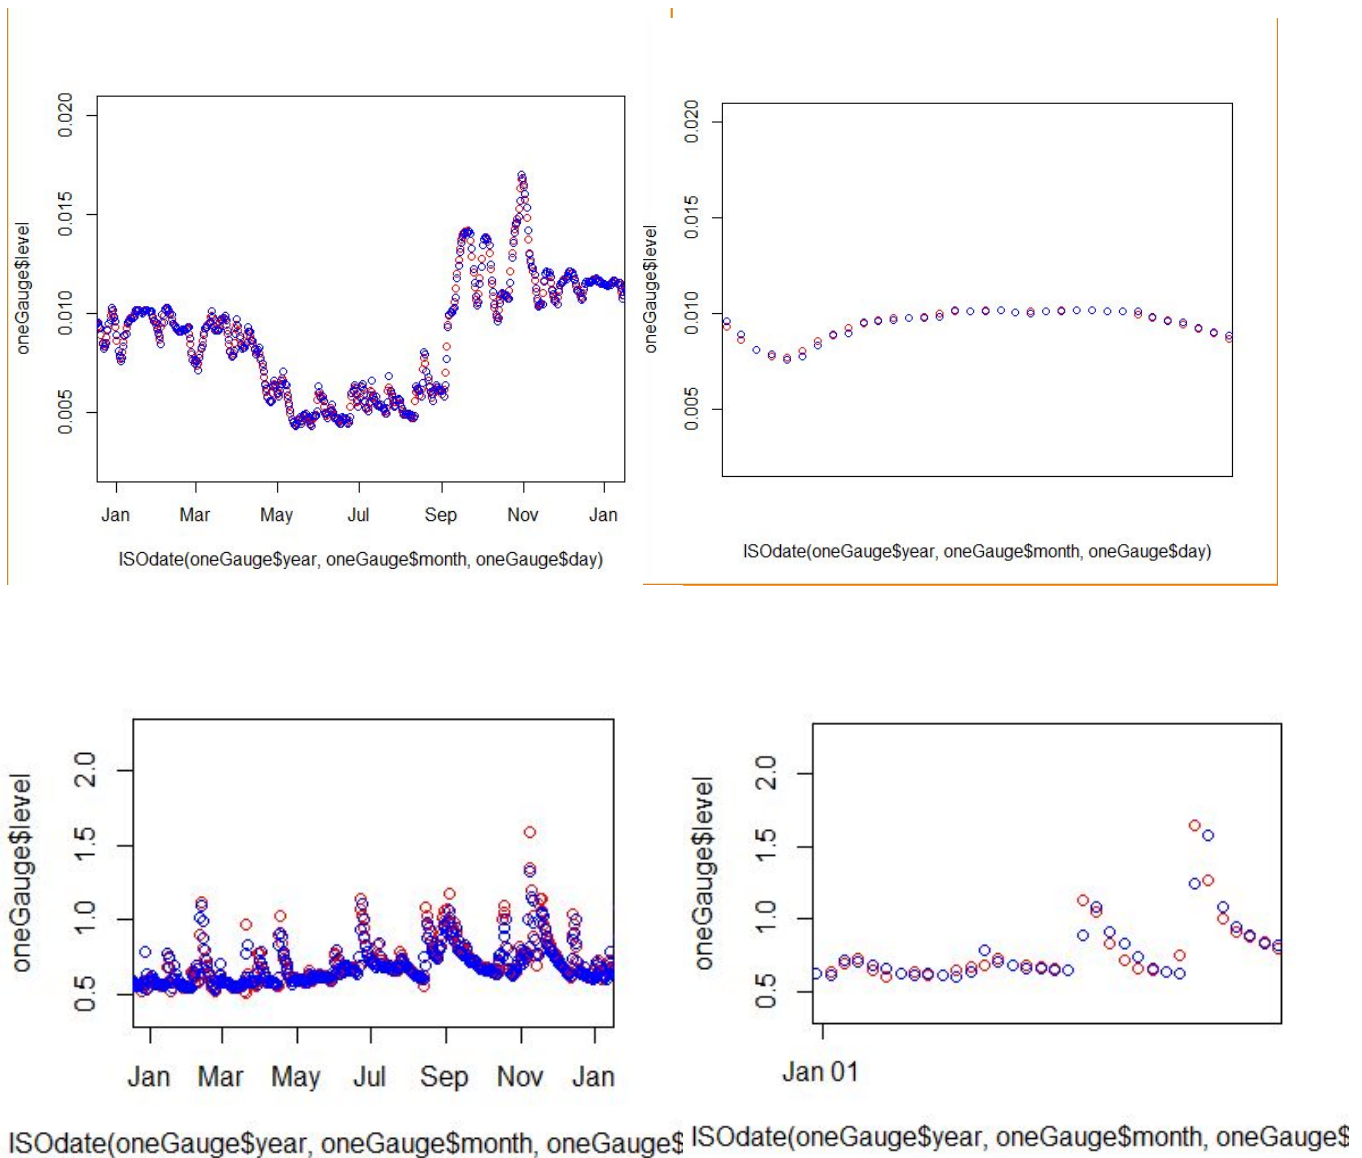 0.020
0.015
0.010
0.005
oneGauge$level
Jan Mar May Jul Sep Nov Jan
ISOdate(oneGauge$year, oneGauge$month, oneGauge$day)
0.020
0.015
0.010
0.005
oneGauge$level
ISOdate(oneGauge$year, oneGauge$month, oneGauge$day)
2.0
1.5
1.0
0.5
oneGauge$level
Jan Mar May Jul Sep Nov Jan
ISOdate(oneGauge$year, oneGauge$month, oneGauge$
2.0
1.5
1.0
0.5
oneGauge$level
Jan 01
ISOdate(oneGauge$year, oneGauge$month, oneGauge$